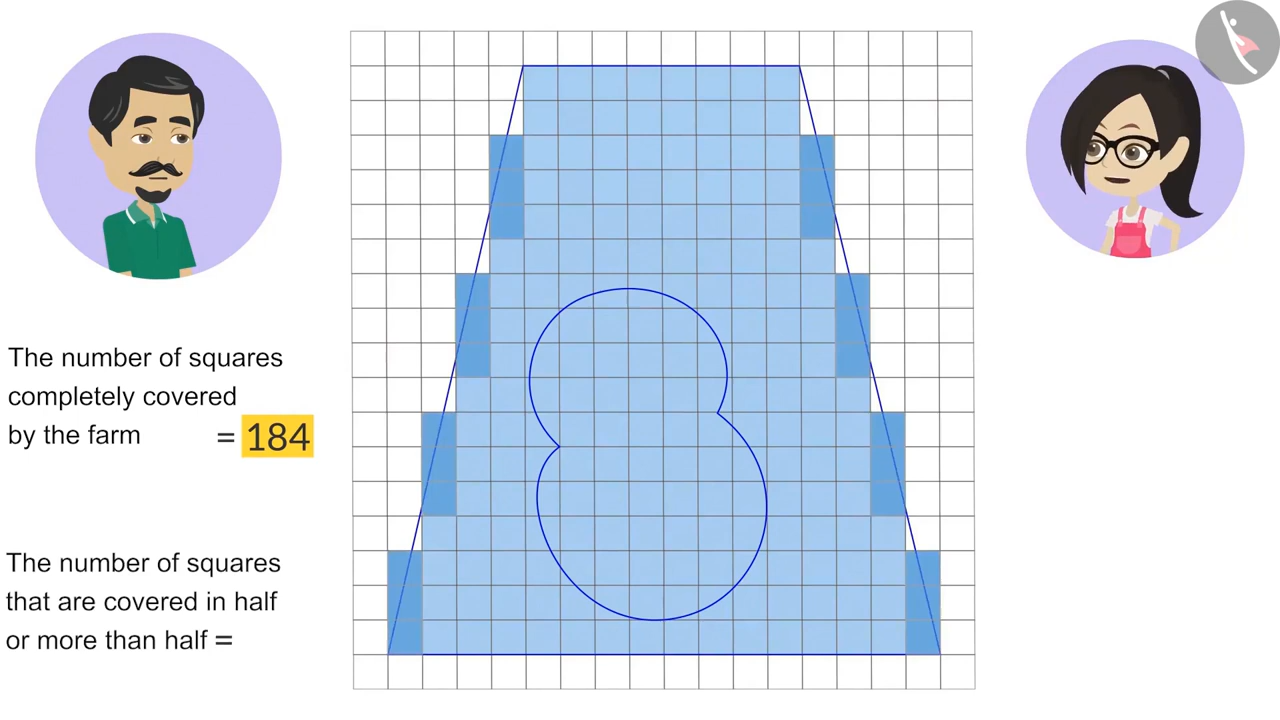 The number of squares
completely covered
by the farm = 184
The number of squares
that are covered in half
or more than half =